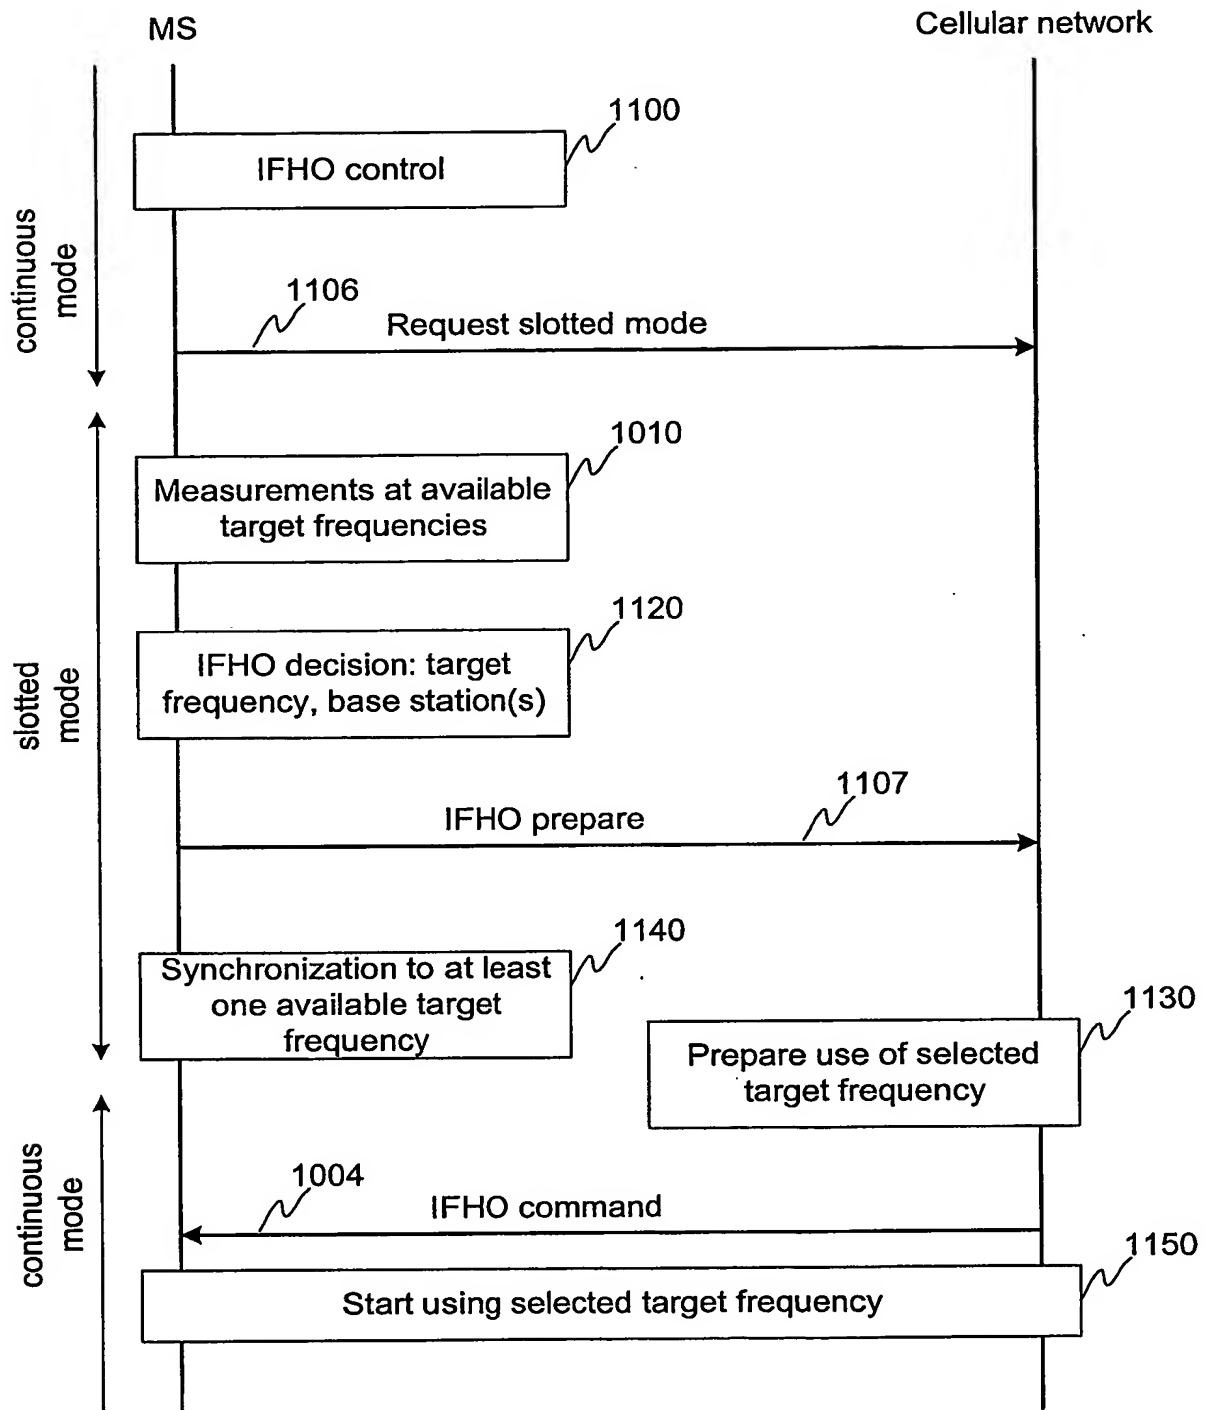 MS
Cellular network
1100
IFHO control
continuous
mode
1106
Request slotted mode
1010
Measurements at available
target frequencies
1120
IFHO decision: target
frequency, base station(s)
slotted
mode
1107
IFHO prepare
1140
Synchronization to at least
one available target
frequency
1130
Prepare use of selected
target frequency
continuous
mode
1004
IFHO command
1150
Start using selected target frequency